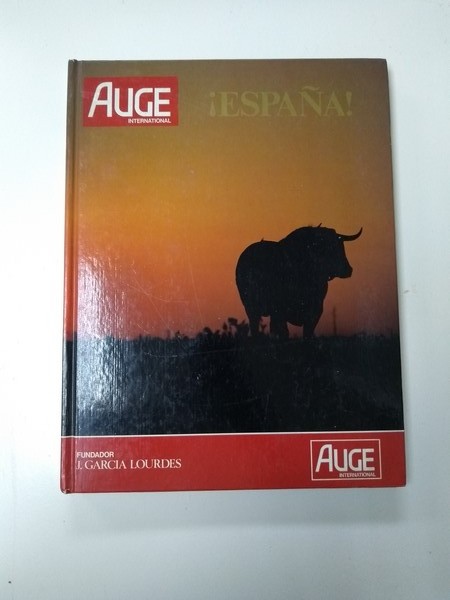 AUGE
INTERNATIONAL
¡ESPAÑA!
FUNDADOR
J. GARCIA LOURDES
AUGE
INTERNATIONAL